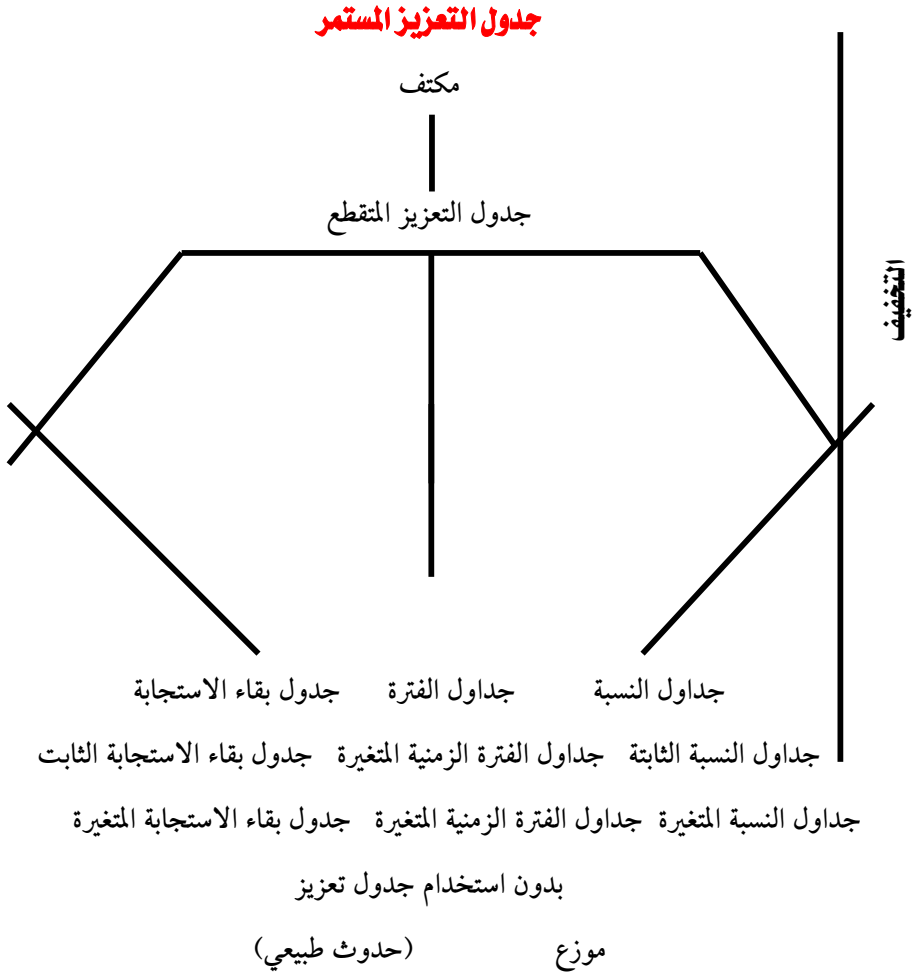 جدول التعزيز المستمر
مكتف
جدول التعزيز المتقطع
التخفيف
جداول النسبة جداول الفترة جدول بقاء الاستجابة
جداول النسبة الثابتة جداول الفترة الزمنية المتغيرة جدول بقاء الاستجابة الثابت
جداول النسبة المتغيرة جداول الفترة الزمنية المتغيرة جدول بقاء الاستجابة المتغيرة
بدون استخدام جدول تعزيز
موزع (حدوث طبيعي)